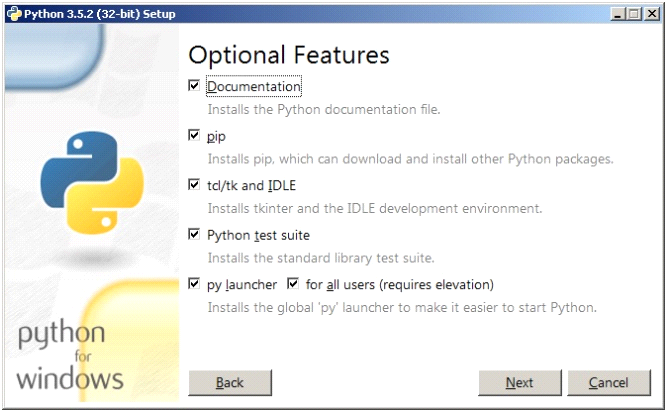 Python 3.5.2 (32-bit) Setup
Optional Features
Documentation
Installs the Python documentation file.
pip
Installs pip, which can download and install other Python packages.
tcl/tk and IDLE
Installs tkinter and the IDLE development environment.
Python test suite
Installs the standard library test suite.
py launcher for all users (requires elevation)
Installs the global 'py' launcher to make it easier to start Python.
python
for
windows
Back Next Cancel